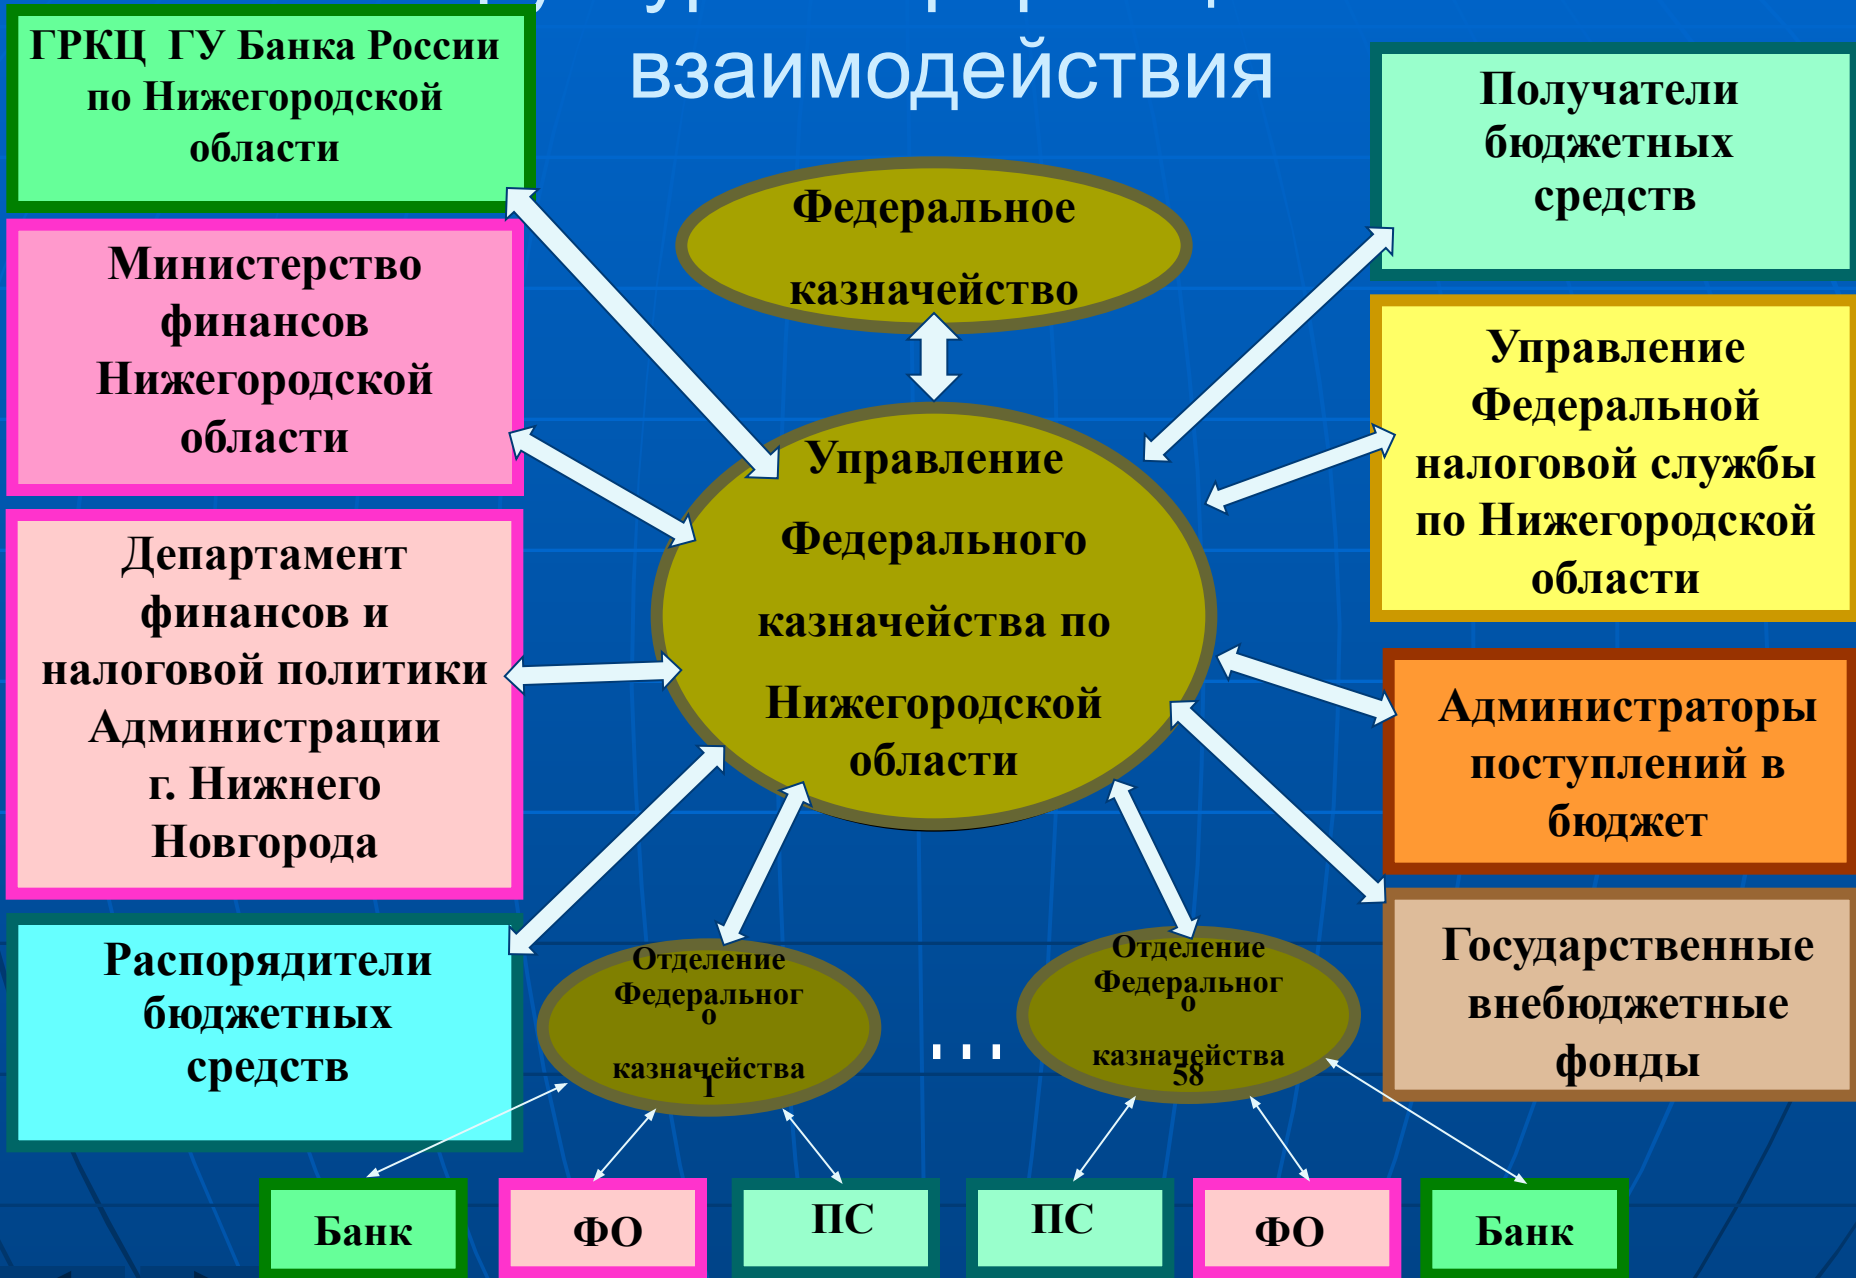 взаимодействия
ГРКЦ ГУ Банка России
по Нижегородской
области
Министерство
финансов
Нижегородской
области
Департамент
финансов и
налоговой политики
Администрации
г. Нижнего
Новгорода
Распорядители
бюджетных
средств
Федеральное
казначейство
Управление
Федерального
казначейства по
Нижегородской
области
Получатели
бюджетных
средств
Управление
Федеральной
налоговой службы
по Нижегородской
области
Администраторы
поступлений в
бюджет
Государственные
внебюджетные
фонды
Отделение
Федеральног
о
казначейства
1
...
Отделение
Федеральног
о
казначейства
58
Банк
ФО
ПС
ПС
ФО
Банк